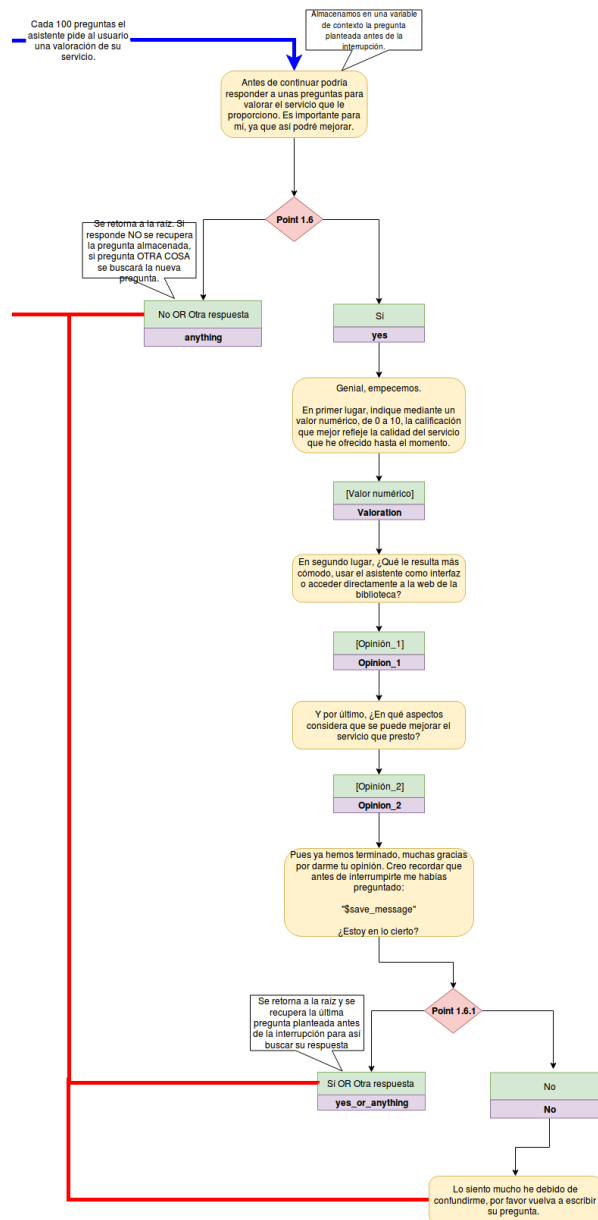 Cada 100 preguntas el
asistente pide al usuario
una valoración de su
servicio.
Almacenamos en una variable
de contexto la pregunta
planteada antes de la
interrupción.
Antes de continuar podría
responder a unas preguntas para
valorar el servicio que le
proporciono. Es importante para
mí, ya que así podré mejorar.
Point 1.6
Se retorna a la raíz. Si
responde NO se recupera
la pregunta almacenada,
si pregunta OTRA COSA
se buscará la nueva
pregunta.
No OR Otra respuesta
anything
Sí
yes
Genial, empecemos.
En primer lugar, indique mediante un
valor numérico, de 0 a 10, la calificación
que mejor refleje la calidad del servicio
que he ofrecido hasta el momento.
[Valor numérico]
Valoration
En segundo lugar, ¿Qué le resulta más
cómodo, usar el asistente como interfaz
o acceder directamente a la web de la
biblioteca?
[Opinión_1]
Opinion_1
Y por último, ¿En qué aspectos
considera que se puede mejorar el
servicio que presto?
[Opinión_2]
Opinion_2
Pues ya hemos terminado, muchas gracias
por darme tu opinión. Creo recordar que
antes de interrumpirte me habías
preguntado:
"$save_message"
¿Estoy en lo cierto?
Point 1.6.1
Se retorna a la raíz y se
recupera la última
pregunta planteada antes
de la interrupción para así
buscar su respuesta
Sí OR Otra respuesta
yes_or_anything
No
No
Lo siento mucho he debido de
confundirme, por favor vuelva a escribir
su pregunta.